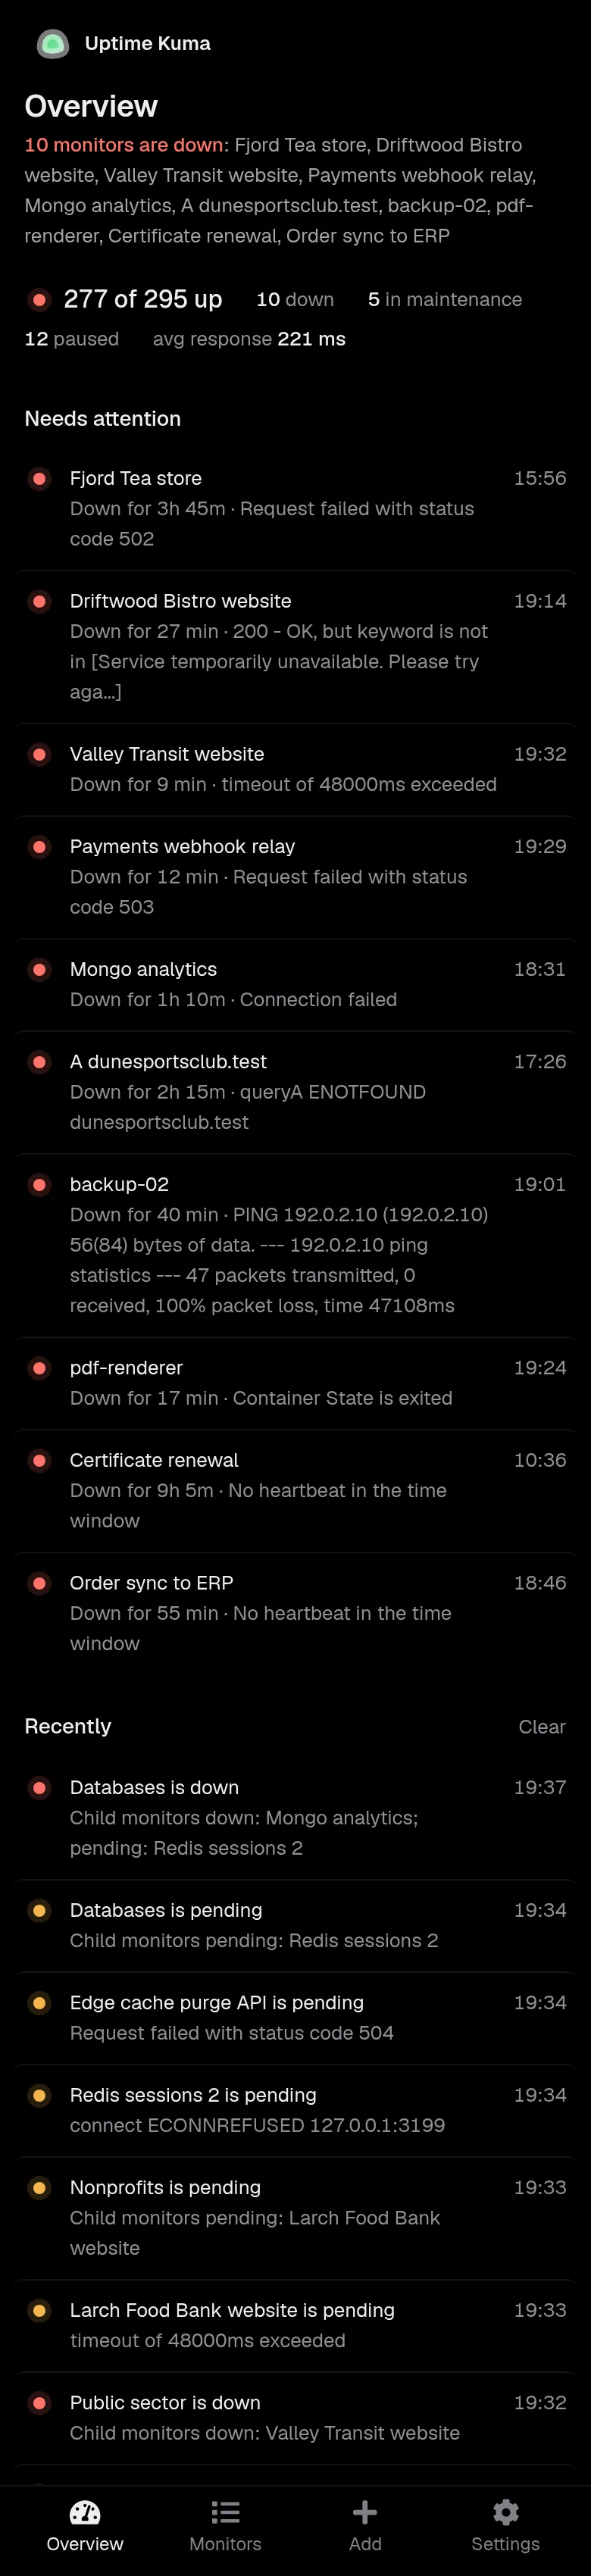 Uptime Kuma
Overview
10 monitors are down: Fjord Tea store, Driftwood Bistro
website, Valley Transit website, Payments webhook relay,
Mongo analytics, A dunesportsclub.test, backup-02, pdf-
renderer, Certificate renewal, Order sync to ERP
277 of 295 up 10 down 5 in maintenance
12 paused avg response 221 ms
Needs attention
Fjord Tea store 15:56
Down for 3h 45m · Request failed with status
code 502
Driftwood Bistro website 19:14
Down for 27 min · 200 - OK, but keyword is not
in [Service temporarily unavailable. Please try
aga...]
Valley Transit website 19:32
Down for 9 min · timeout of 48000ms exceeded
Payments webhook relay 19:29
Down for 12 min · Request failed with status
code 503
Mongo analytics 18:31
Down for 1h 10m · Connection failed
A dunesportsclub.test 17:26
Down for 2h 15m · queryA ENOTFOUND
dunesportsclub.test
backup-02 19:01
Down for 40 min · PING 192.0.2.10 (192.0.2.10)
56(84) bytes of data. --- 192.0.2.10 ping
statistics --- 47 packets transmitted, 0
received, 100% packet loss, time 47108ms
pdf-renderer 19:24
Down for 17 min · Container State is exited
Certificate renewal 10:36
Down for 9h 5m · No heartbeat in the time
window
Order sync to ERP 18:46
Down for 55 min · No heartbeat in the time
window
Recently Clear
Databases is down 19:37
Child monitors down: Mongo analytics;
pending: Redis sessions 2
Databases is pending 19:34
Child monitors pending: Redis sessions 2
Edge cache purge API is pending 19:34
Request failed with status code 504
Redis sessions 2 is pending 19:34
connect ECONNREFUSED 127.0.0.1:3199
Nonprofits is pending 19:33
Child monitors pending: Larch Food Bank
website
Larch Food Bank website is pending 19:33
timeout of 48000ms exceeded
Public sector is down 19:32
Child monitors down: Valley Transit website
Overview Monitors Add Settings